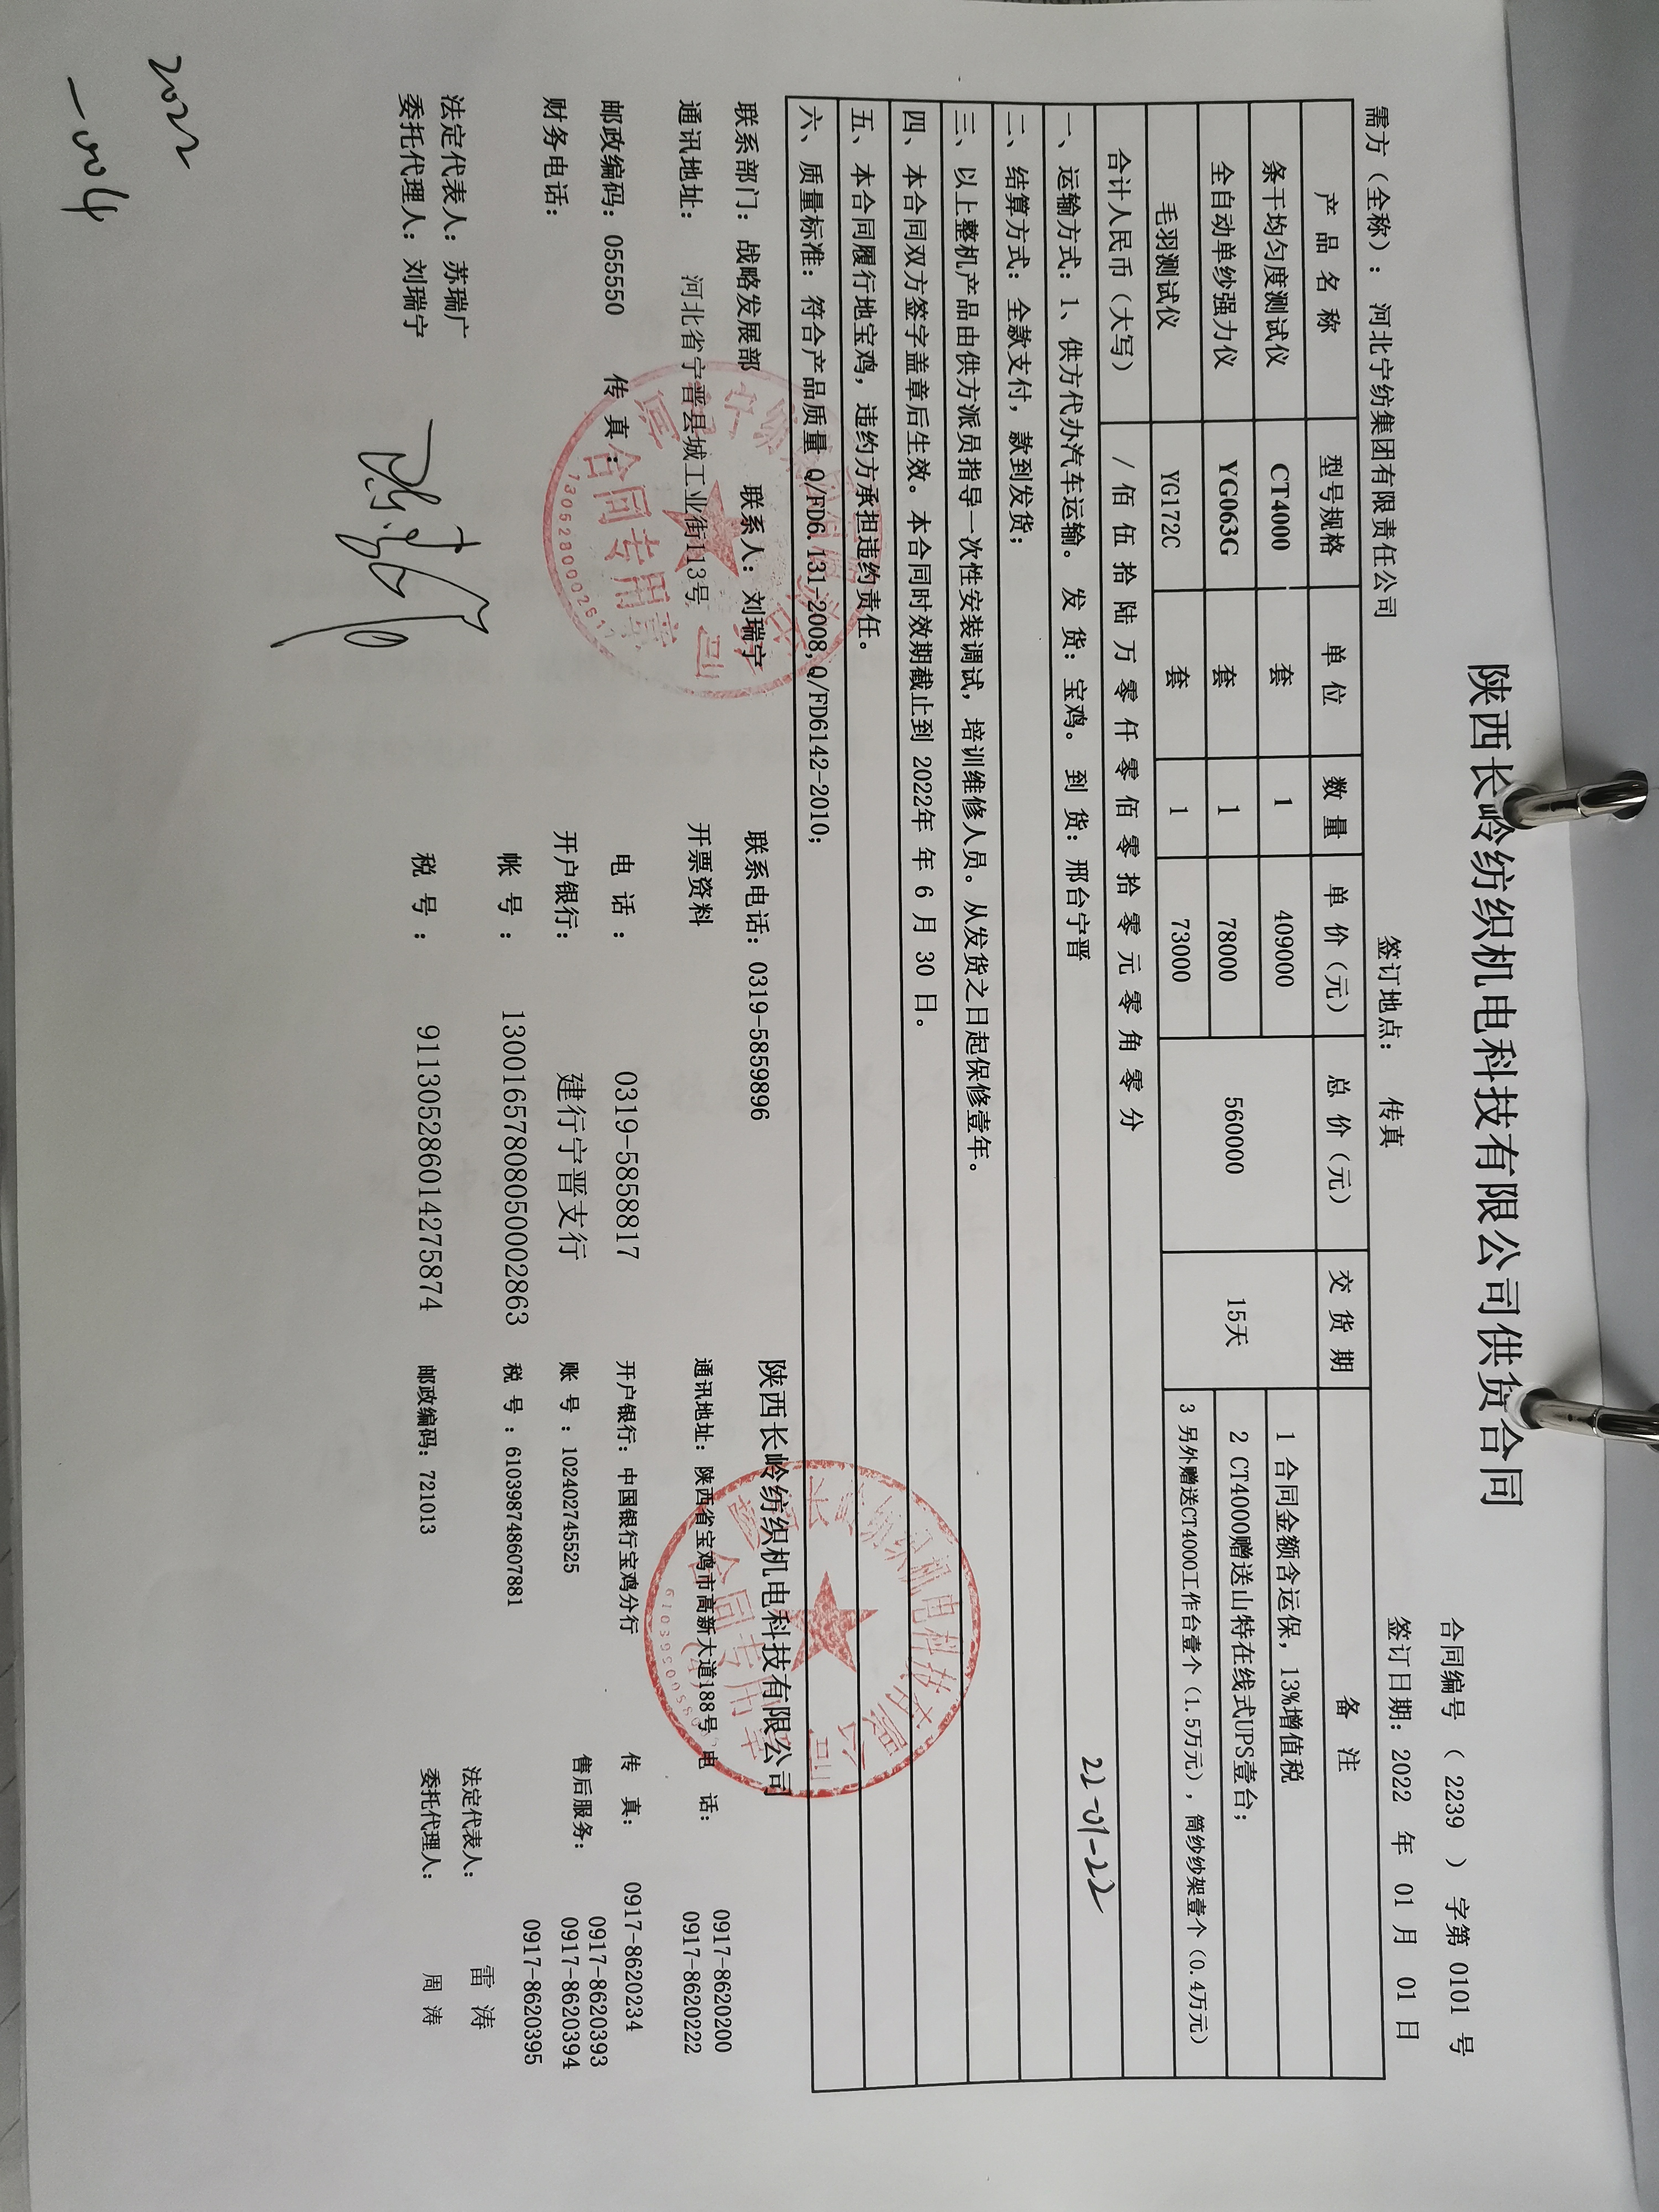 陕西长岭纺织机电科技有限公司供货合同
合同编号 （ 2239 ） 字第 0101 号
需方（全称）： 河北宁纺集团有限责任公司 签订地点： 传真 签订日期：2022 年 01 月 01 日
产品名称 型号规格 单位 数量 单价（元） 总价（元） 交货期 备注
条干均匀度测试仪 CT4000 套 1 409000 560000 15天 1 合同金额含运保，13%增值税
全自动单纱强力仪 YG063G 套 1 78000 2 CT4000赠送山特在线式UPS壹台；
毛羽测试仪 YG172C 套 1 73000 3 另外赠送CT4000工作台壹个（1.5万元），筒纱纱架壹个（0.4万元）
合计人民币（大写） / 佰 伍 拾 陆 万 零 仟 零 佰 零 拾 零 元 零 角 零 分
22-01-22
一、运输方式：1、供方代办汽车运输。 发 货：宝鸡。 到 货：邢台宁晋
二、结算方式：全款支付，款到发货；
三、以上整机产品由供方派员指导一次性安装调试，培训维修人员。从发货之日起保修壹年。
四、本合同双方签字盖章后生效。本合同时效期截止到 2022年 年 6 月 30 日。
五、本合同履行地宝鸡，违约方承担违约责任。
六、质量标准：符合产品质量 Q/FD6.131-2008,Q/FD6142-2010；
联系部门：战略发展部 联系人：刘瑞宁 联系电话：0319-5859896 陕西长岭纺织机电科技有限公司
通讯地址： 河北省宁晋县城工业街113号 开票资料 通讯地址：陕西省宝鸡市高新大道188号 电 话： 0917-8620200
0917-8620222
邮政编码：055550 传 真： 电 话 ： 0319-5858817 开户银行：中国银行宝鸡分行 传 真： 0917-8620234
财务电话： 开户银行： 建行宁晋支行 账 号 ：102402745525 售后服务： 0917-8620393
0917-8620394
帐 号 ： 13001657808050002863 税 号 ：610398748607881 0917-8620395
法定代表人：苏瑞广 法定代表人： 雷 涛
委托代理人：刘瑞宁 税 号 ： 911305286014275874 邮政编码：721013 委托代理人： 周 涛
河北宁纺集团有限责任公司
合同专用章
陕西长岭纺织机电科技有限公司
合同专用章
（4）
2022
-004